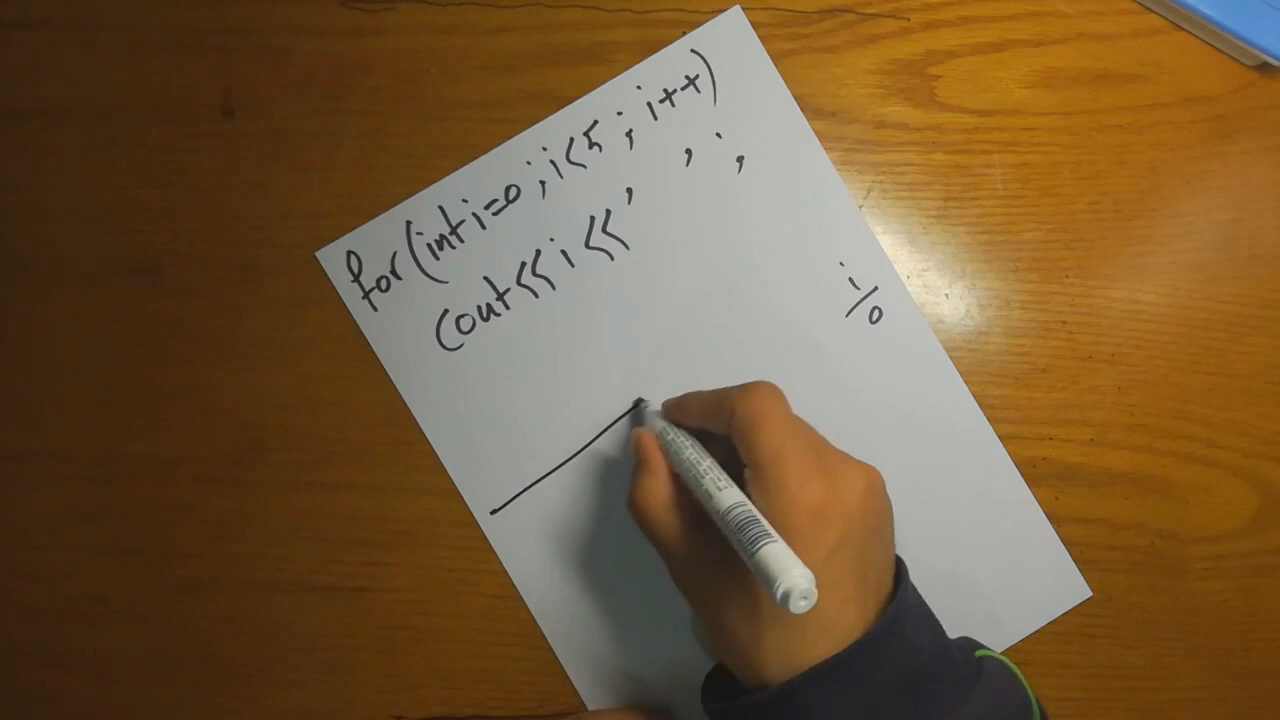 for(int i=0;i<5;i++)
cout<<i<<' ';
i/0